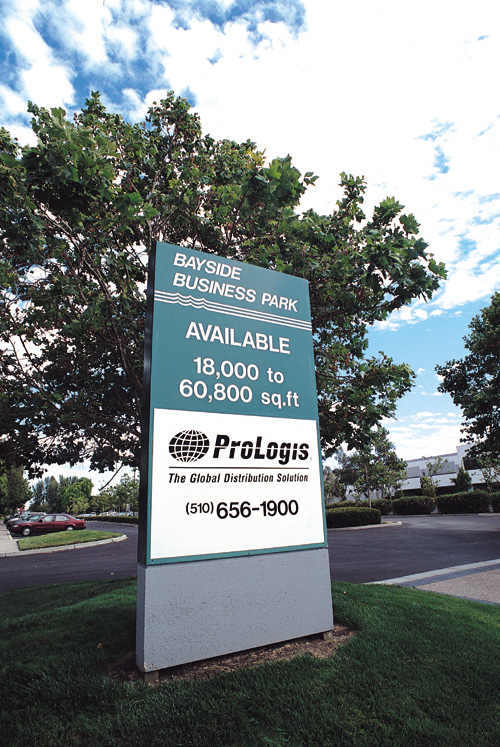 BAYSIDE
BUSINESS PARK
AVAILABLE
18,000 to
60,800 sq.ft
ProLogis
The Global Distribution Solution
(510) 656-1900